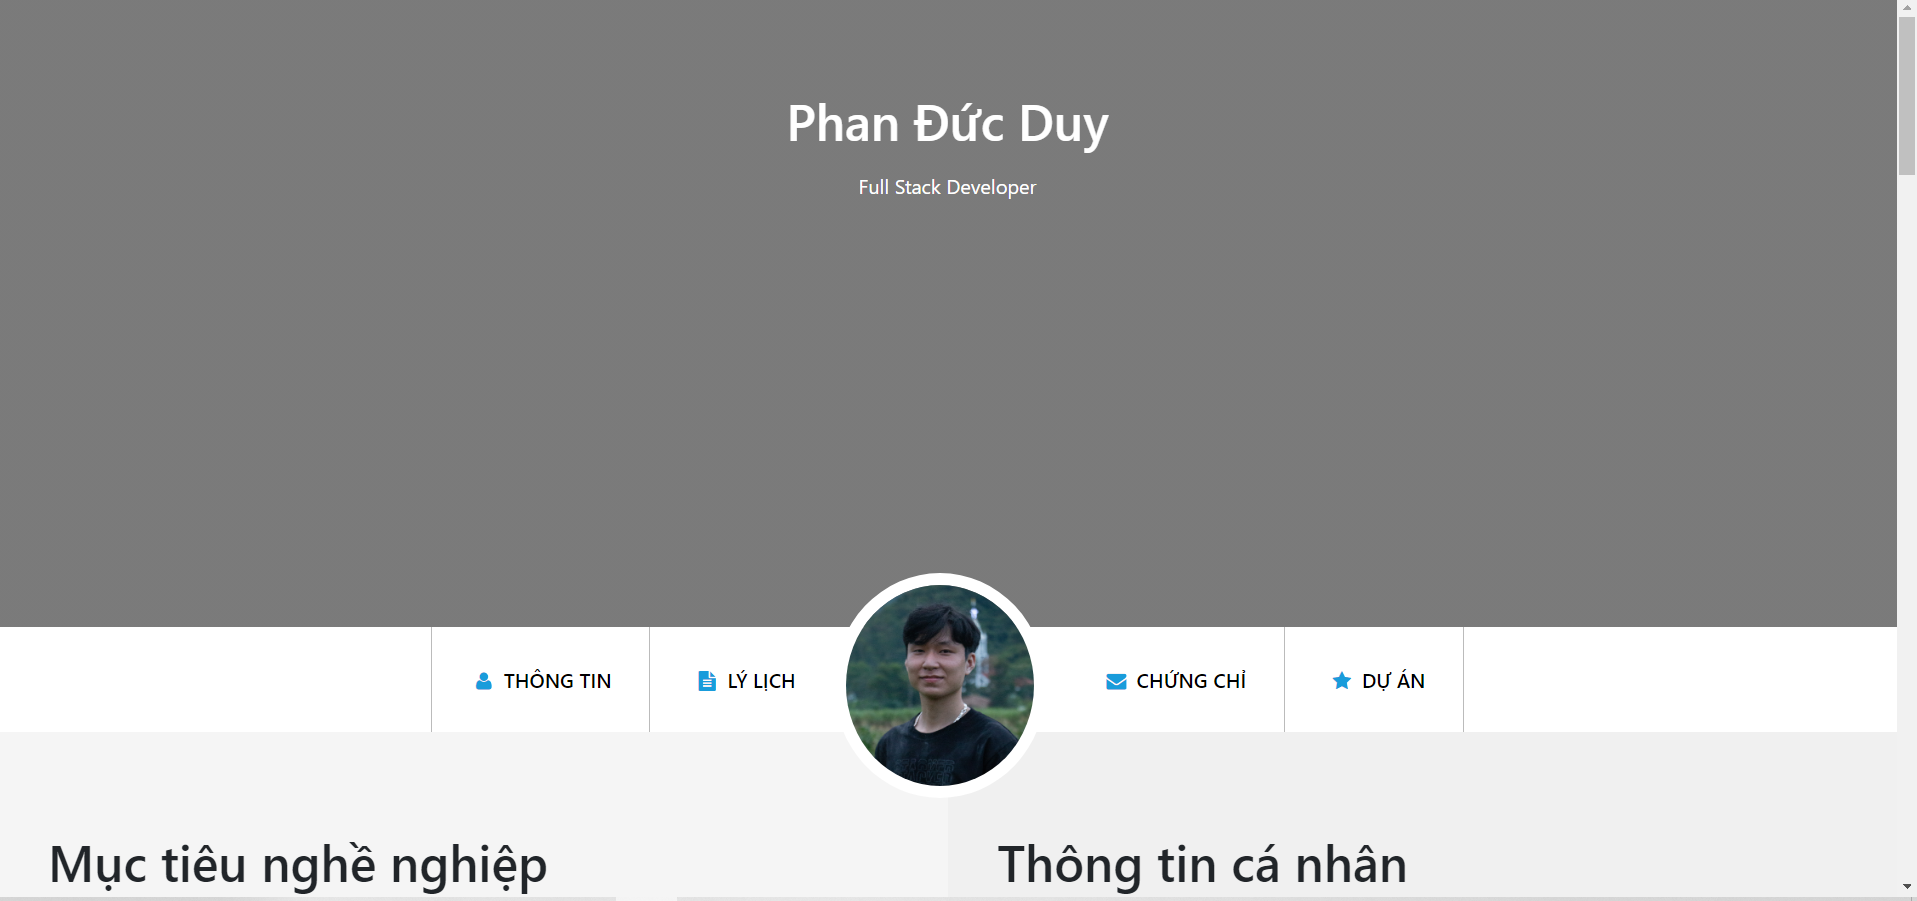 Phan Đức Duy
Full Stack Developer
THÔNG TIN
LÝ LỊCH
CHỨNG CHỈ
DỰ ÁN
Mục tiêu nghề nghiệp
Thông tin cá nhân